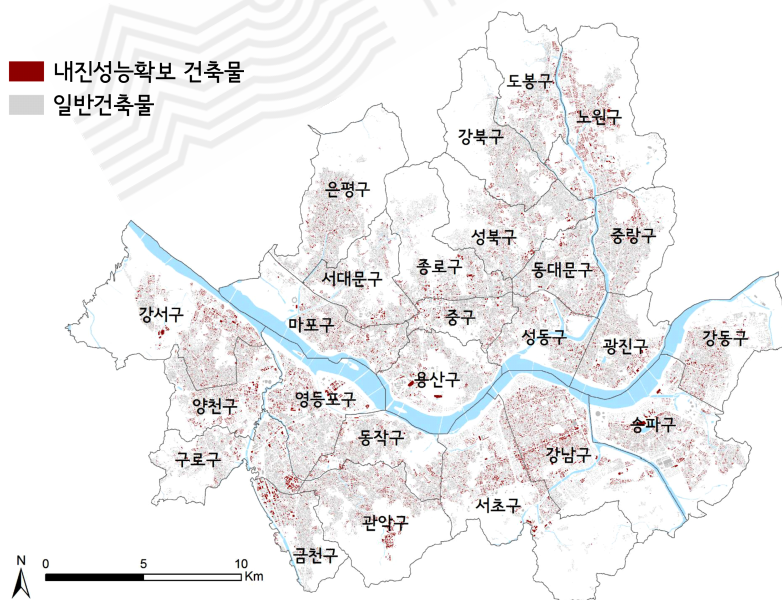 내진성능확보 건축물
일반건축물
도봉구
노원구
강북구
은평구
성북구
중랑구
서대문구
종로구
동대문구
강서구
마포구
중구
성동구
광진구
강동구
용산구
양천구
영등포구
송파구
동작구
구로구
강남구
서초구
관악구
금천구
N
0 5 10
Km